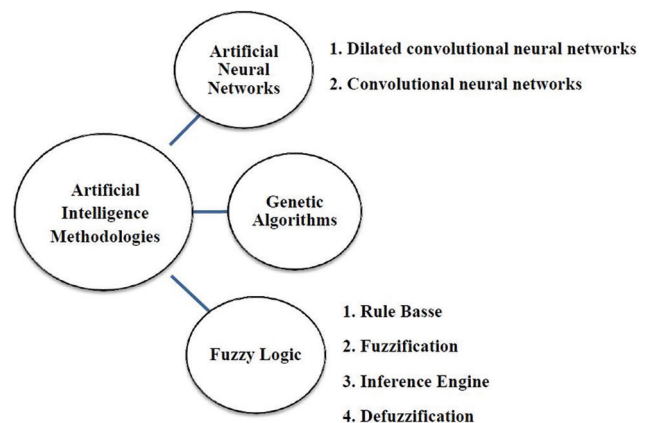 Artificial
Neural
Networks
1. Dilated convolutional neural networks
2. Convolutional neural networks
Artificial
Intelligence
Methodologies
Genetic
Algorithms
Fuzzy Logic
1. Rule Basse
2. Fuzzification
3. Inference Engine
4. Defuzzification